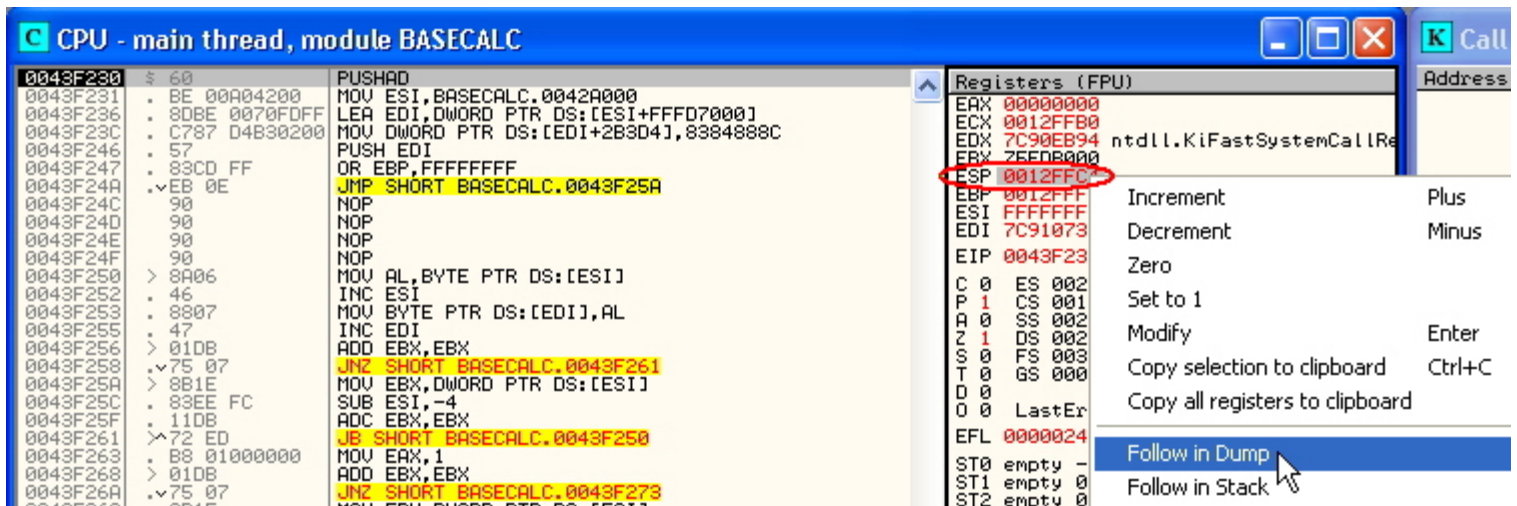 C CPU - main thread, module BASECALC
K Call
0043F230 $ 60 PUSHAD
0043F231 . BE 00A04200 MOV ESI,BASECALC.0042A000
0043F236 . 8DBE 0070FDFF LEA EDI,DWORD PTR DS:[ESI+FFFD7000]
0043F23C . C787 D4B30200 MOV DWORD PTR DS:[EDI+2B3D4],8384888C
0043F246 . 57 PUSH EDI
0043F247 . 83CD FF OR EBP,FFFFFFFF
0043F24A .vEB 0E JMP SHORT BASECALC.0043F25A
0043F24C 90 NOP
0043F24D 90 NOP
0043F24E 90 NOP
0043F24F 90 NOP
0043F250 > 8A06 MOV AL,BYTE PTR DS:[ESI]
0043F252 . 46 INC ESI
0043F253 . 8807 MOV BYTE PTR DS:[EDI],AL
0043F255 . 47 INC EDI
0043F256 > 01DB ADD EBX,EBX
0043F258 .v75 07 JNZ SHORT BASECALC.0043F261
0043F25A > 8B1E MOV EBX,DWORD PTR DS:[ESI]
0043F25C . 83EE FC SUB ESI,-4
0043F25F . 11DB ADC EBX,EBX
0043F261 >^72 ED JB SHORT BASECALC.0043F250
0043F263 . B8 01000000 MOV EAX,1
0043F268 > 01DB ADD EBX,EBX
0043F26A .v75 07 JNZ SHORT BASECALC.0043F273
Registers (FPU)
EAX 00000000
ECX 0012FFB0
EDX 7C90EB94 ntdll.KiFastSystemCallRe
EBX 7FFDB000
ESP 0012FFC
EBP 0012FFF
ESI FFFFFFF
EDI 7C91073
EIP 0043F23
C 0 ES 002
P 1 CS 001
A 0 SS 002
Z 1 DS 002
S 0 FS 003
T 0 GS 000
D 0
O 0 LastEr
EFL 0000024
ST0 empty -
ST1 empty 0
ST2 empty 0
Address
Increment Plus
Decrement Minus
Zero
Set to 1
Modify Enter
Copy selection to clipboard Ctrl+C
Copy all registers to clipboard
Follow in Dump
Follow in Stack